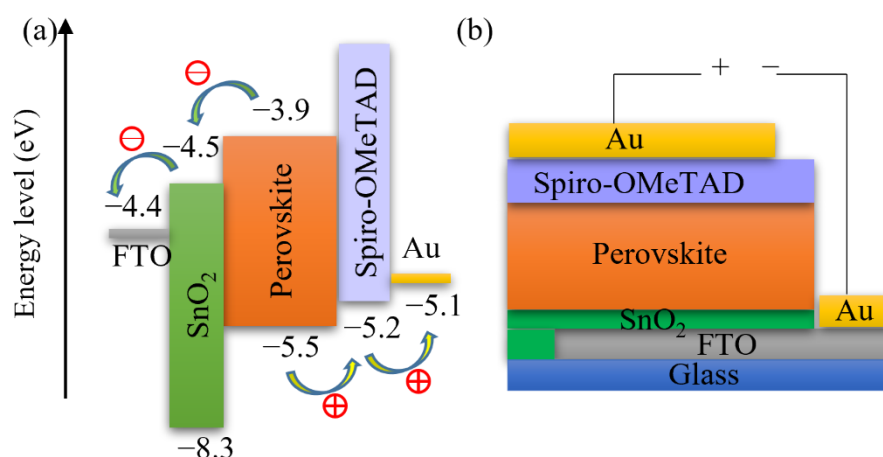 (a)
Energy level (eV)
−3.9
−4.5
−4.4
FTO
SnO₂
Perovskite
Spiro-OMeTAD
Au
−5.1
−5.2
−5.5
−8.3
(b)
+ −
Au
Spiro-OMeTAD
Perovskite
SnO₂
Au
FTO
Glass